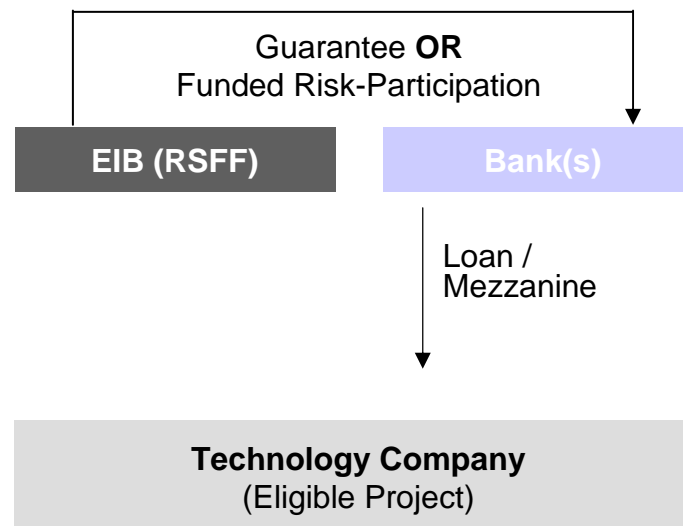 Guarantee OR
Funded Risk-Participation
EIB (RSFF)
Bank(s)
Loan /
Mezzanine
Technology Company
(Eligible Project)